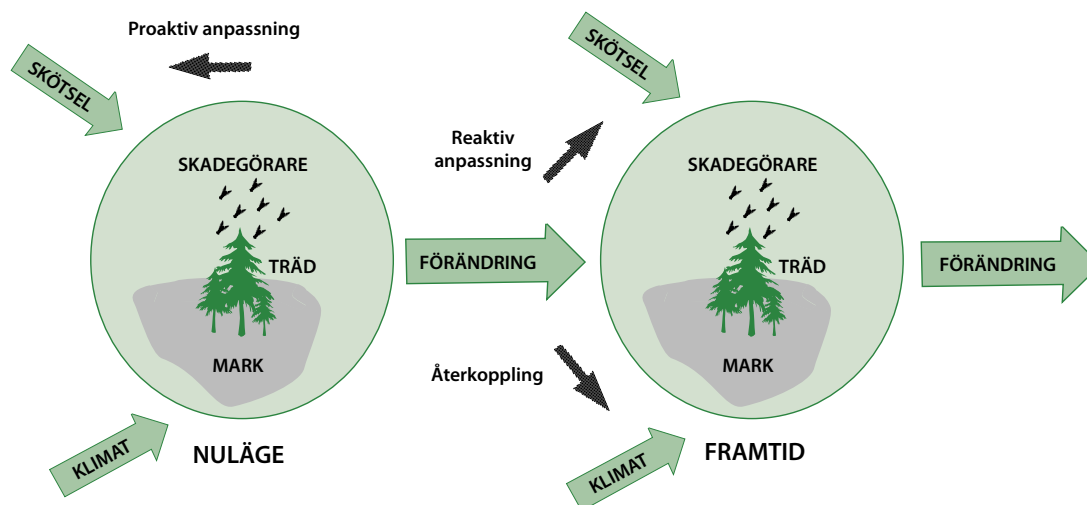 Proaktiv anpassning
SKÖTSEL
SKADEGÖRARE
TRÄD
MARK
KLIMAT
NULÄGE
Reaktiv
anpassning
FÖRÄNDRING
Återkoppling
SKÖTSEL
SKADEGÖRARE
TRÄD
MARK
KLIMAT
FRAMTID
FÖRÄNDRING